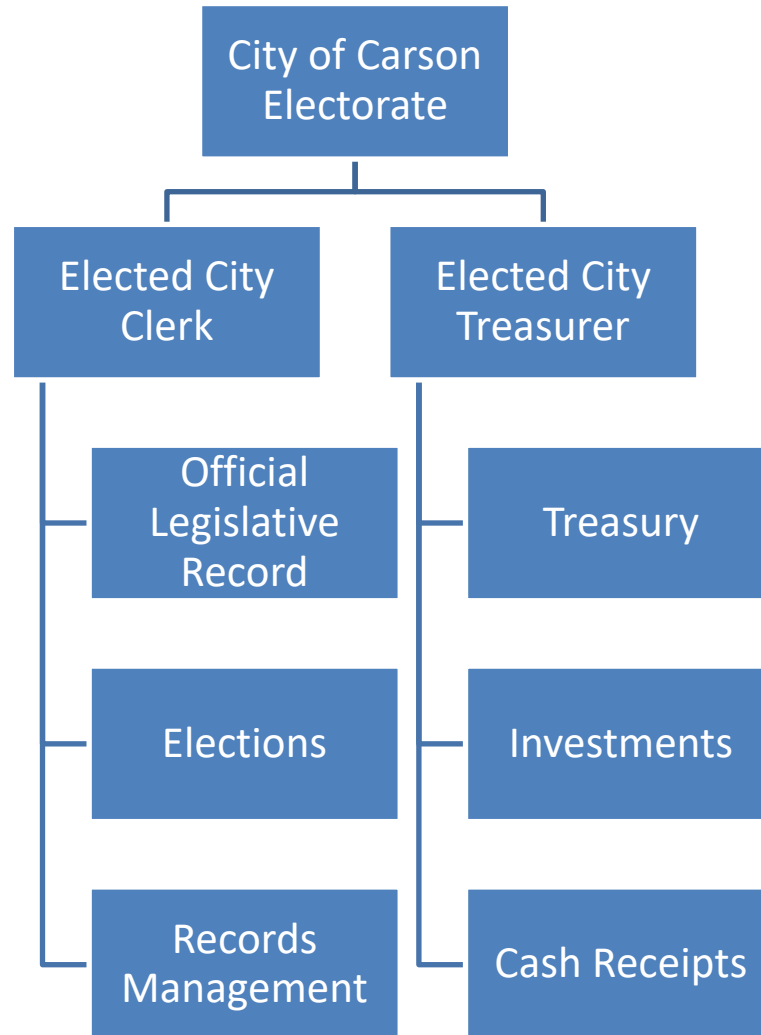 City of Carson
Electorate
Elected City
Clerk
Elected City
Treasurer
Official
Legislative
Record
Elections
Records
Management
Treasury
Investments
Cash Receipts